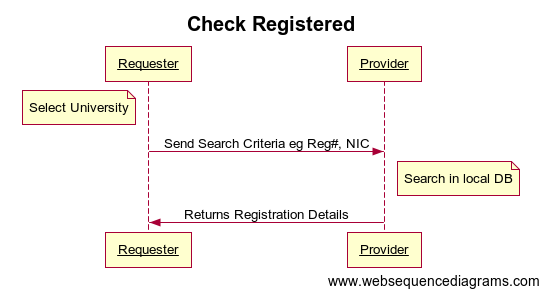 Check Registered
Requester
Provider
Select University
Send Search Criteria eg Reg#, NIC
Search in local DB
Returns Registration Details
Requester
Provider
www.websequencediagrams.com